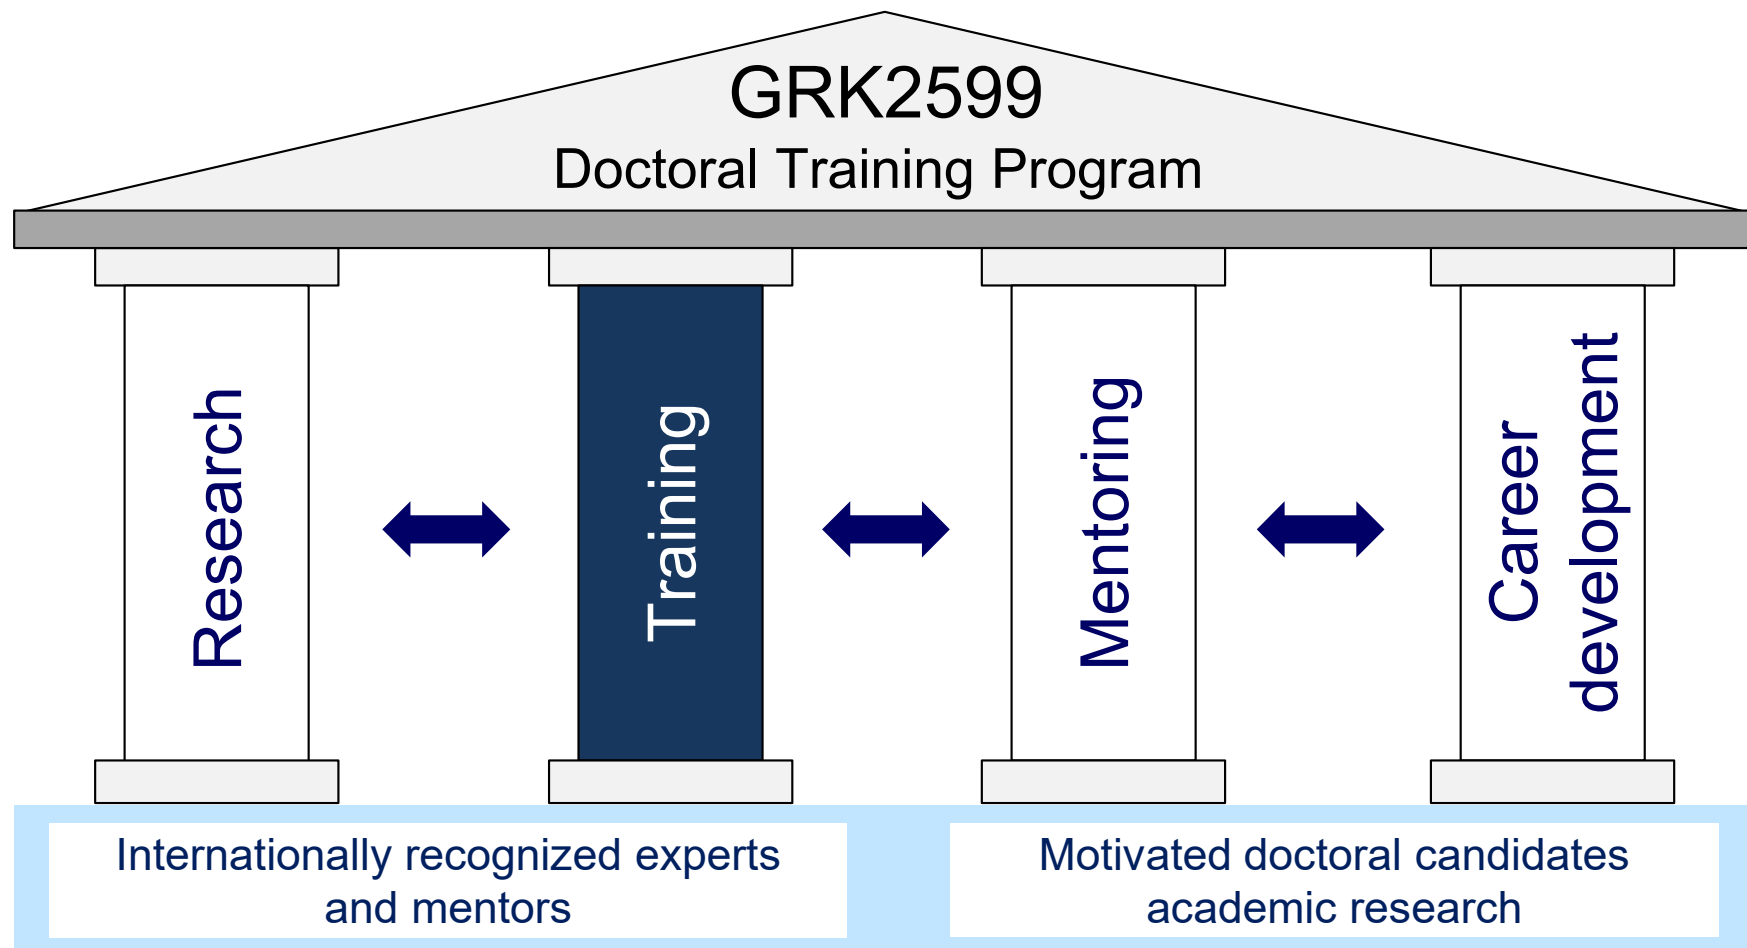 GRK2599
Doctoral Training Program
Research
Training
Mentoring
Career
development
Internationally recognized experts
and mentors
Motivated doctoral candidates
academic research